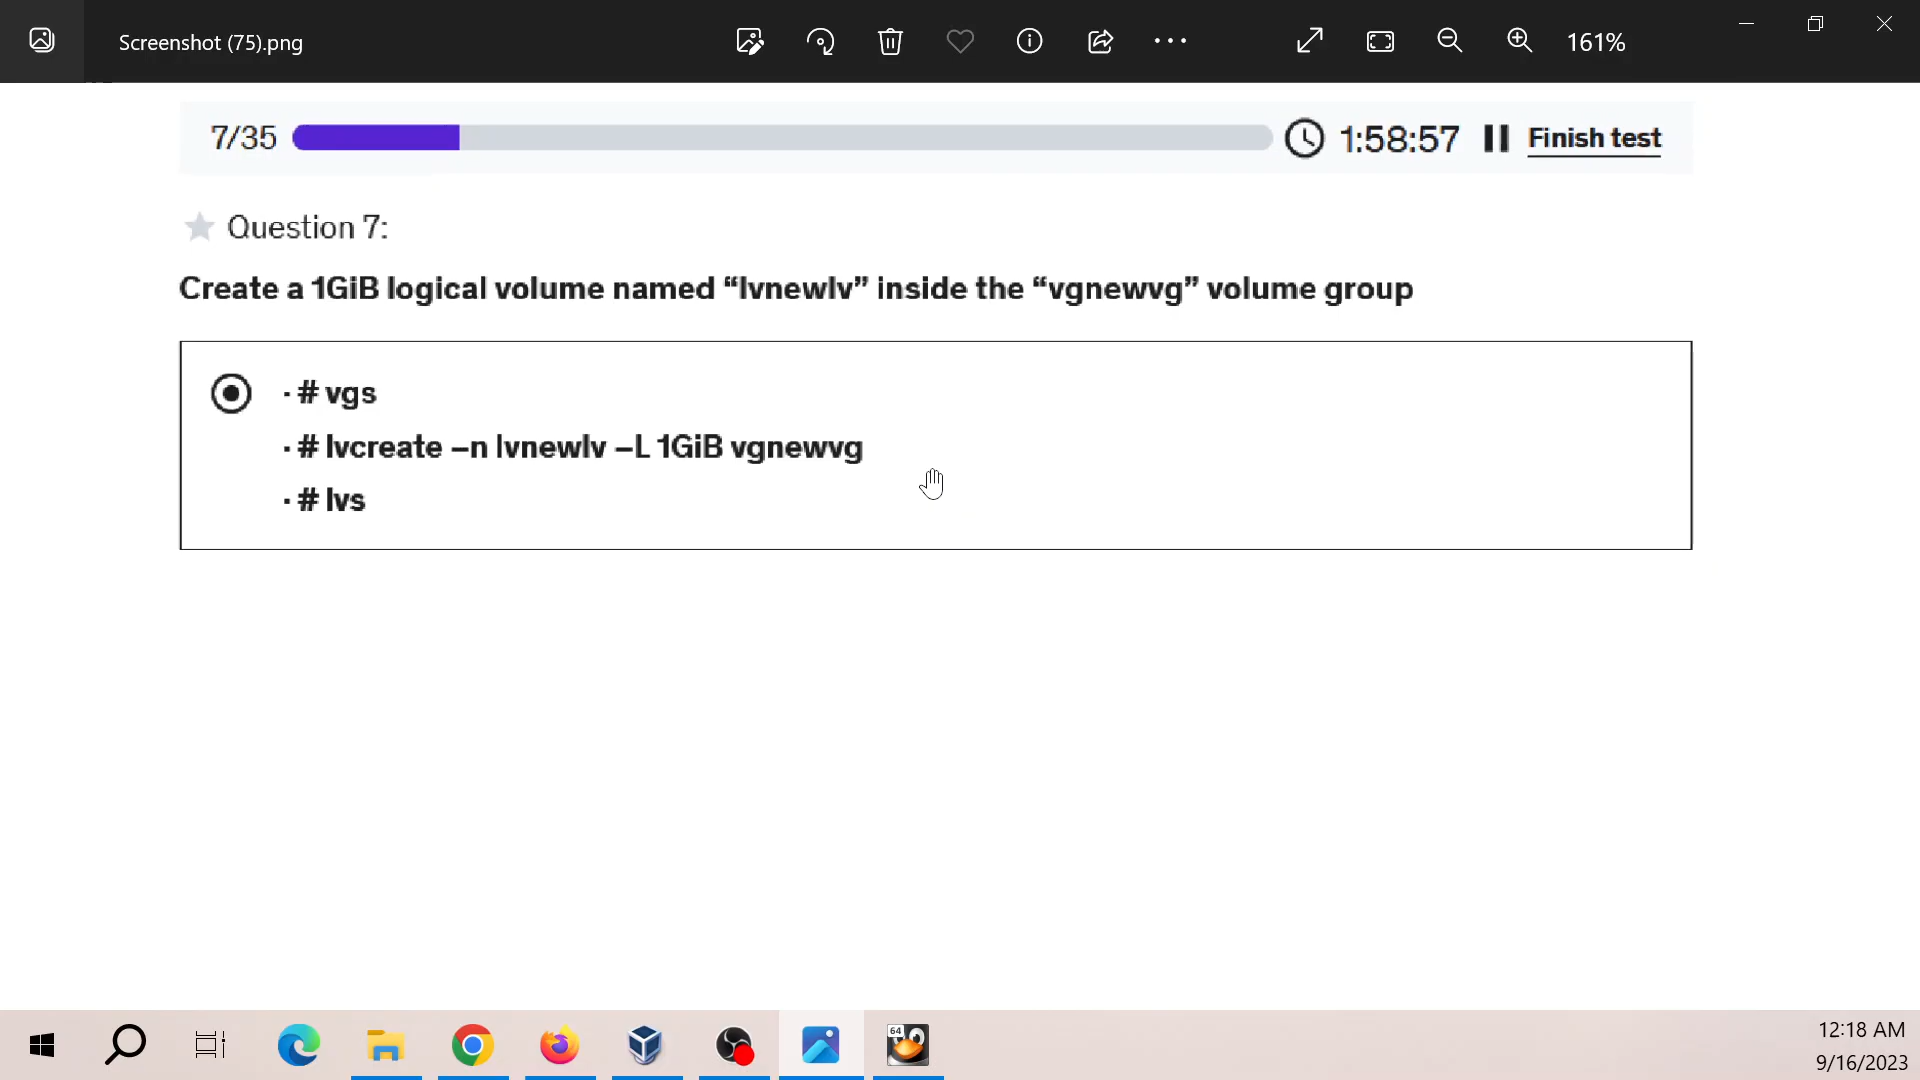 Screenshot (75).png
161%
7/35
1:58:57
Finish test
Question 7:
Create a 1GiB logical volume named “lvnewlv” inside the “vgnewvg” volume group
· # vgs
· # lvcreate –n lvnewlv –L 1GiB vgnewvg
· # lvs
64
12:18 AM
9/16/2023